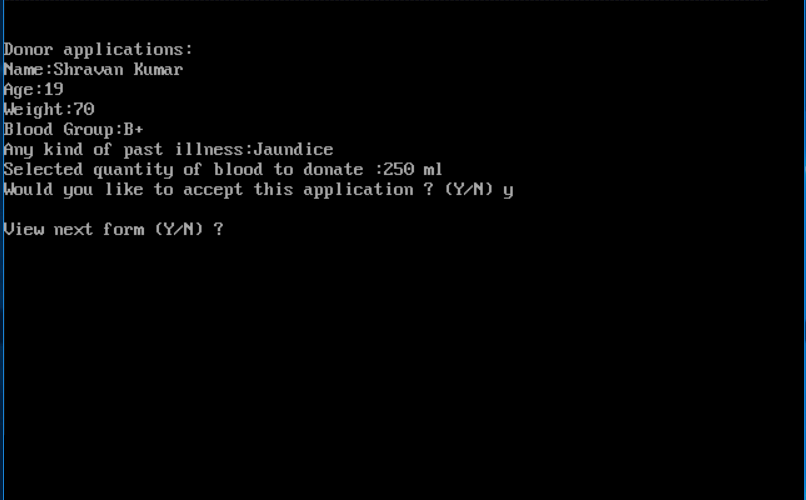 Donor applications:
Name:Shravan Kumar
Age:19
Weight:70
Blood Group:B+
Any kind of past illness:Jaundice
Selected quantity of blood to donate :250 ml
Would you like to accept this application ? (Y/N) y
View next form (Y/N) ?